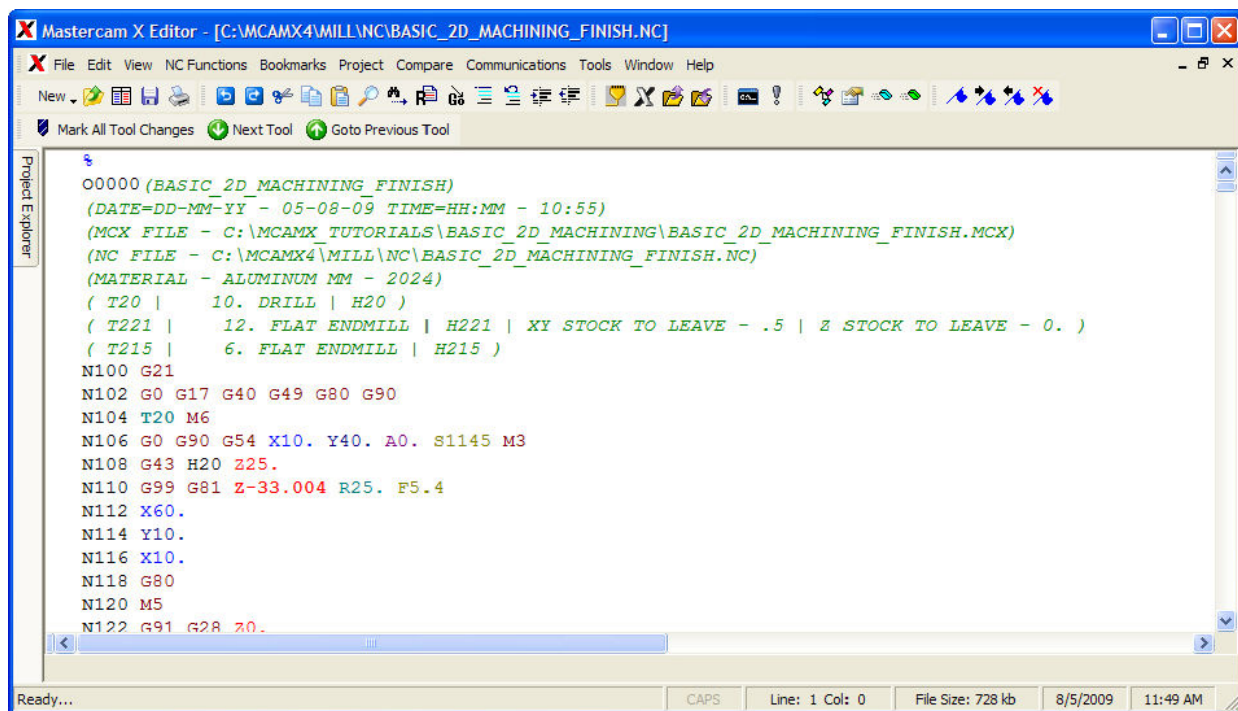 Mastercam X Editor - [C:\MCAMX4\MILL\NC\BASIC_2D_MACHINING_FINISH.NC]
File Edit View NC Functions Bookmarks Project Compare Communications Tools Window Help
New
Mark All Tool Changes Next Tool Goto Previous Tool
Project Explorer
%
O0000 (BASIC_2D_MACHINING_FINISH)
(DATE=DD-MM-YY - 05-08-09 TIME=HH:MM - 10:55)
(MCX FILE - C:\MCAMX_TUTORIALS\BASIC_2D_MACHINING\BASIC_2D_MACHINING_FINISH.MCX)
(NC FILE - C:\MCAMX4\MILL\NC\BASIC_2D_MACHINING_FINISH.NC)
(MATERIAL - ALUMINUM MM - 2024)
( T20 | 10. DRILL | H20 )
( T221 | 12. FLAT ENDMILL | H221 | XY STOCK TO LEAVE - .5 | Z STOCK TO LEAVE - 0. )
( T215 | 6. FLAT ENDMILL | H215 )
N100 G21
N102 G0 G17 G40 G49 G80 G90
N104 T20 M6
N106 G0 G90 G54 X10. Y40. A0. S1145 M3
N108 G43 H20 Z25.
N110 G99 G81 Z-33.004 R25. F5.4
N112 X60.
N114 Y10.
N116 X10.
N118 G80
N120 M5
N122 G91 G28 Z0.
Ready... CAPS Line: 1 Col: 0 File Size: 728 kb 8/5/2009 11:49 AM